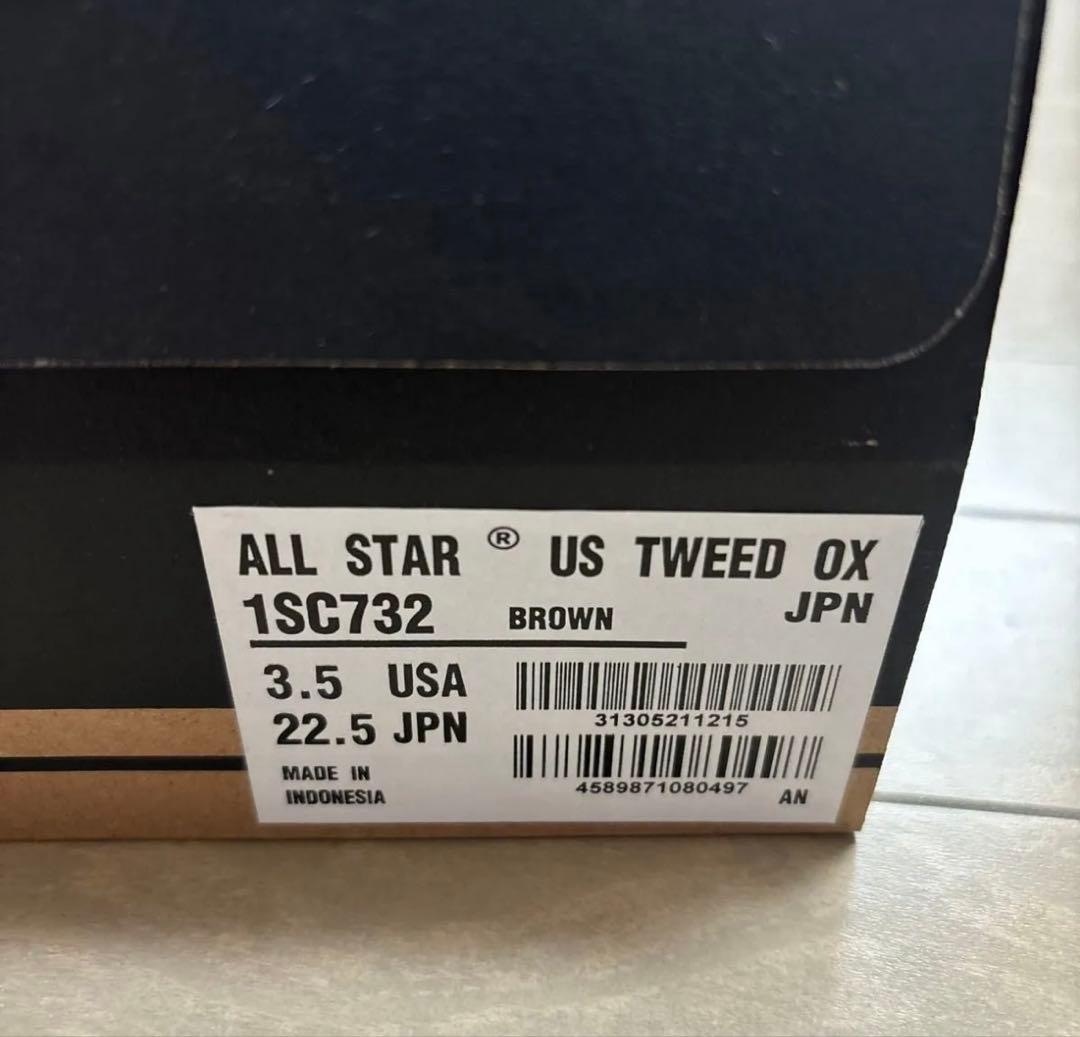 ALL STAR ® US TWEED OX
1SC732 BROWN JPN
3.5 USA
22.5 JPN
31305211215
MADE IN
INDONESIA
4589871080497 AN